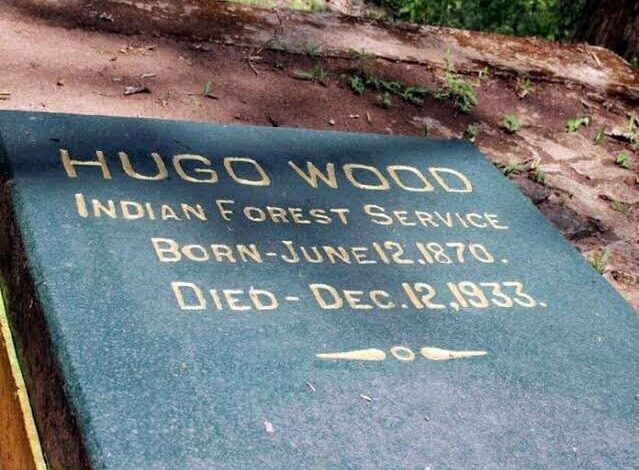 HUGO WOOD
INDIAN FOREST SERVICE
BORN-JUNE 12.1870.
DIED-DEC.12,1933.